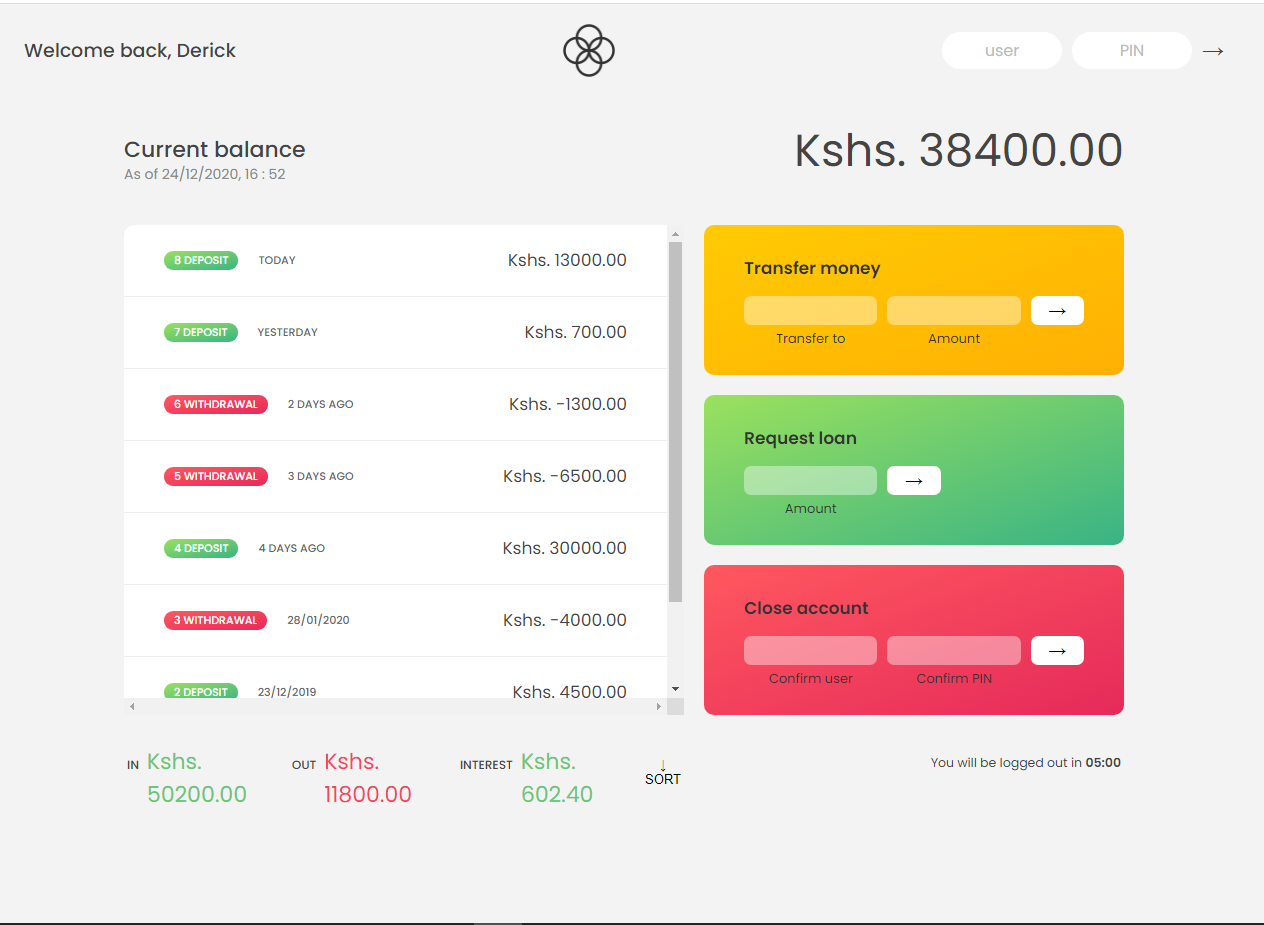 Welcome back, Derick
user
PIN
→
Current balance
As of 24/12/2020, 16 : 52
Kshs. 38400.00
8 DEPOSIT TODAY Kshs. 13000.00
7 DEPOSIT YESTERDAY Kshs. 700.00
6 WITHDRAWAL 2 DAYS AGO Kshs. -1300.00
5 WITHDRAWAL 3 DAYS AGO Kshs. -6500.00
4 DEPOSIT 4 DAYS AGO Kshs. 30000.00
3 WITHDRAWAL 28/01/2020 Kshs. -4000.00
2 DEPOSIT 23/12/2019 Kshs. 4500.00
Transfer money
→
Transfer to Amount
Request loan
→
Amount
Close account
→
Confirm user Confirm PIN
IN Kshs.
50200.00
OUT Kshs.
11800.00
INTEREST Kshs.
602.40
↓
SORT
You will be logged out in 05:00